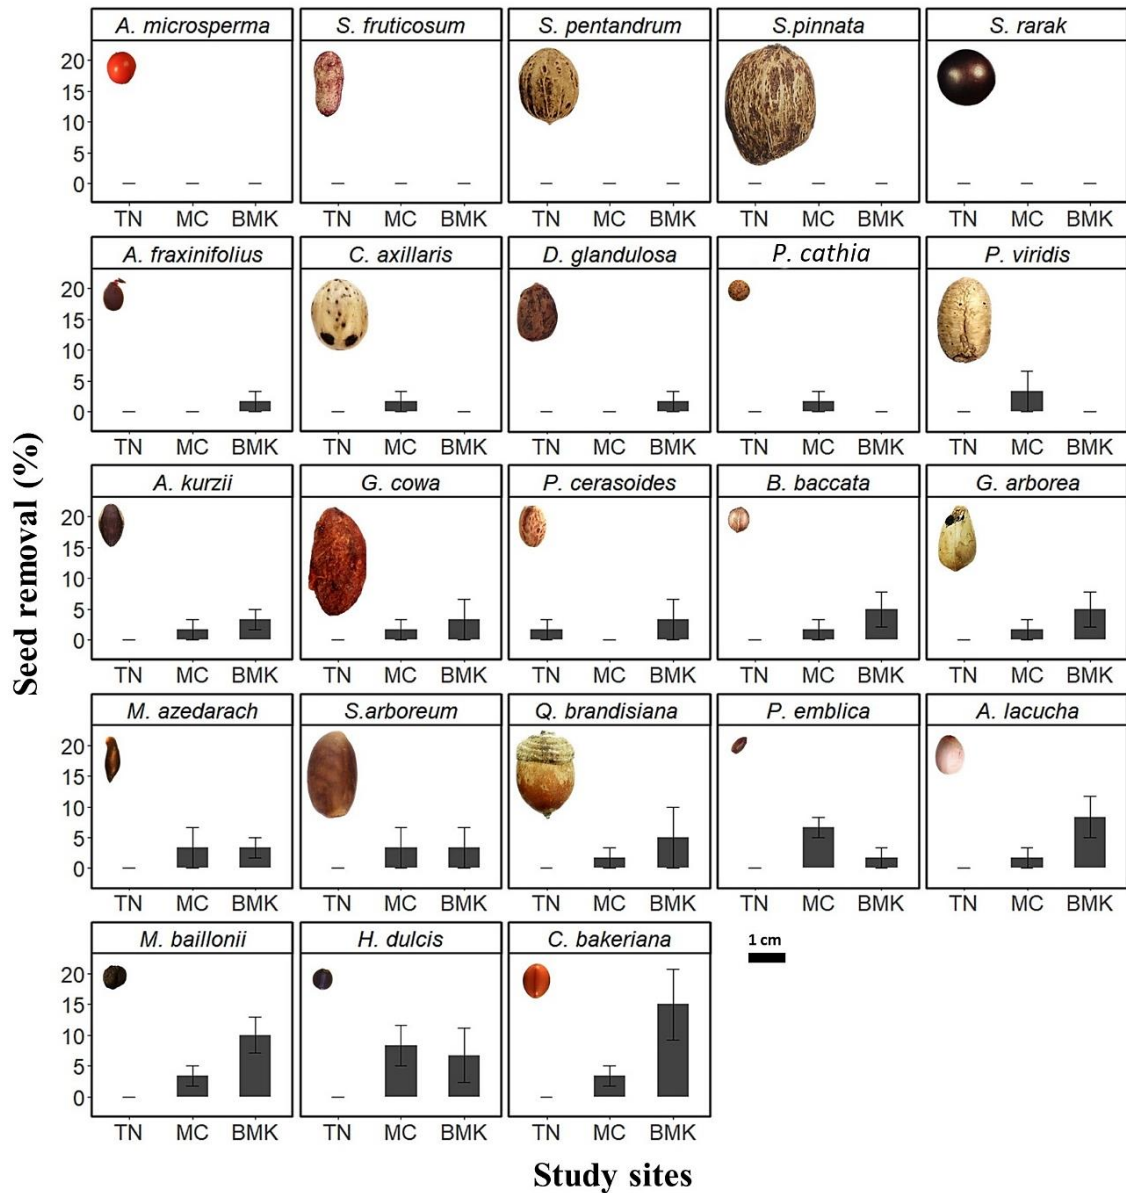 A. microsperma S. fruticosum S. pentandrum S.pinnata S. rarak
20
15
10
5
0
TN MC BMK TN MC BMK TN MC BMK TN MC BMK TN MC BMK
A. fraxinifolius C. axillaris D. glandulosa P. cathia P. viridis
20
15
10
5
0
TN MC BMK TN MC BMK TN MC BMK TN MC BMK TN MC BMK
A. kurzii G. cowa P. cerasoides B. baccata G. arborea
20
15
10
5
0
TN MC BMK TN MC BMK TN MC BMK TN MC BMK TN MC BMK
M. azedarach S.arboreum Q. brandisiana P. emblica A. lacucha
20
15
10
5
0
TN MC BMK TN MC BMK TN MC BMK TN MC BMK TN MC BMK
M. baillonii H. dulcis C. bakeriana
1 cm
20
15
10
5
0
TN MC BMK TN MC BMK TN MC BMK
Seed removal (%)
Study sites